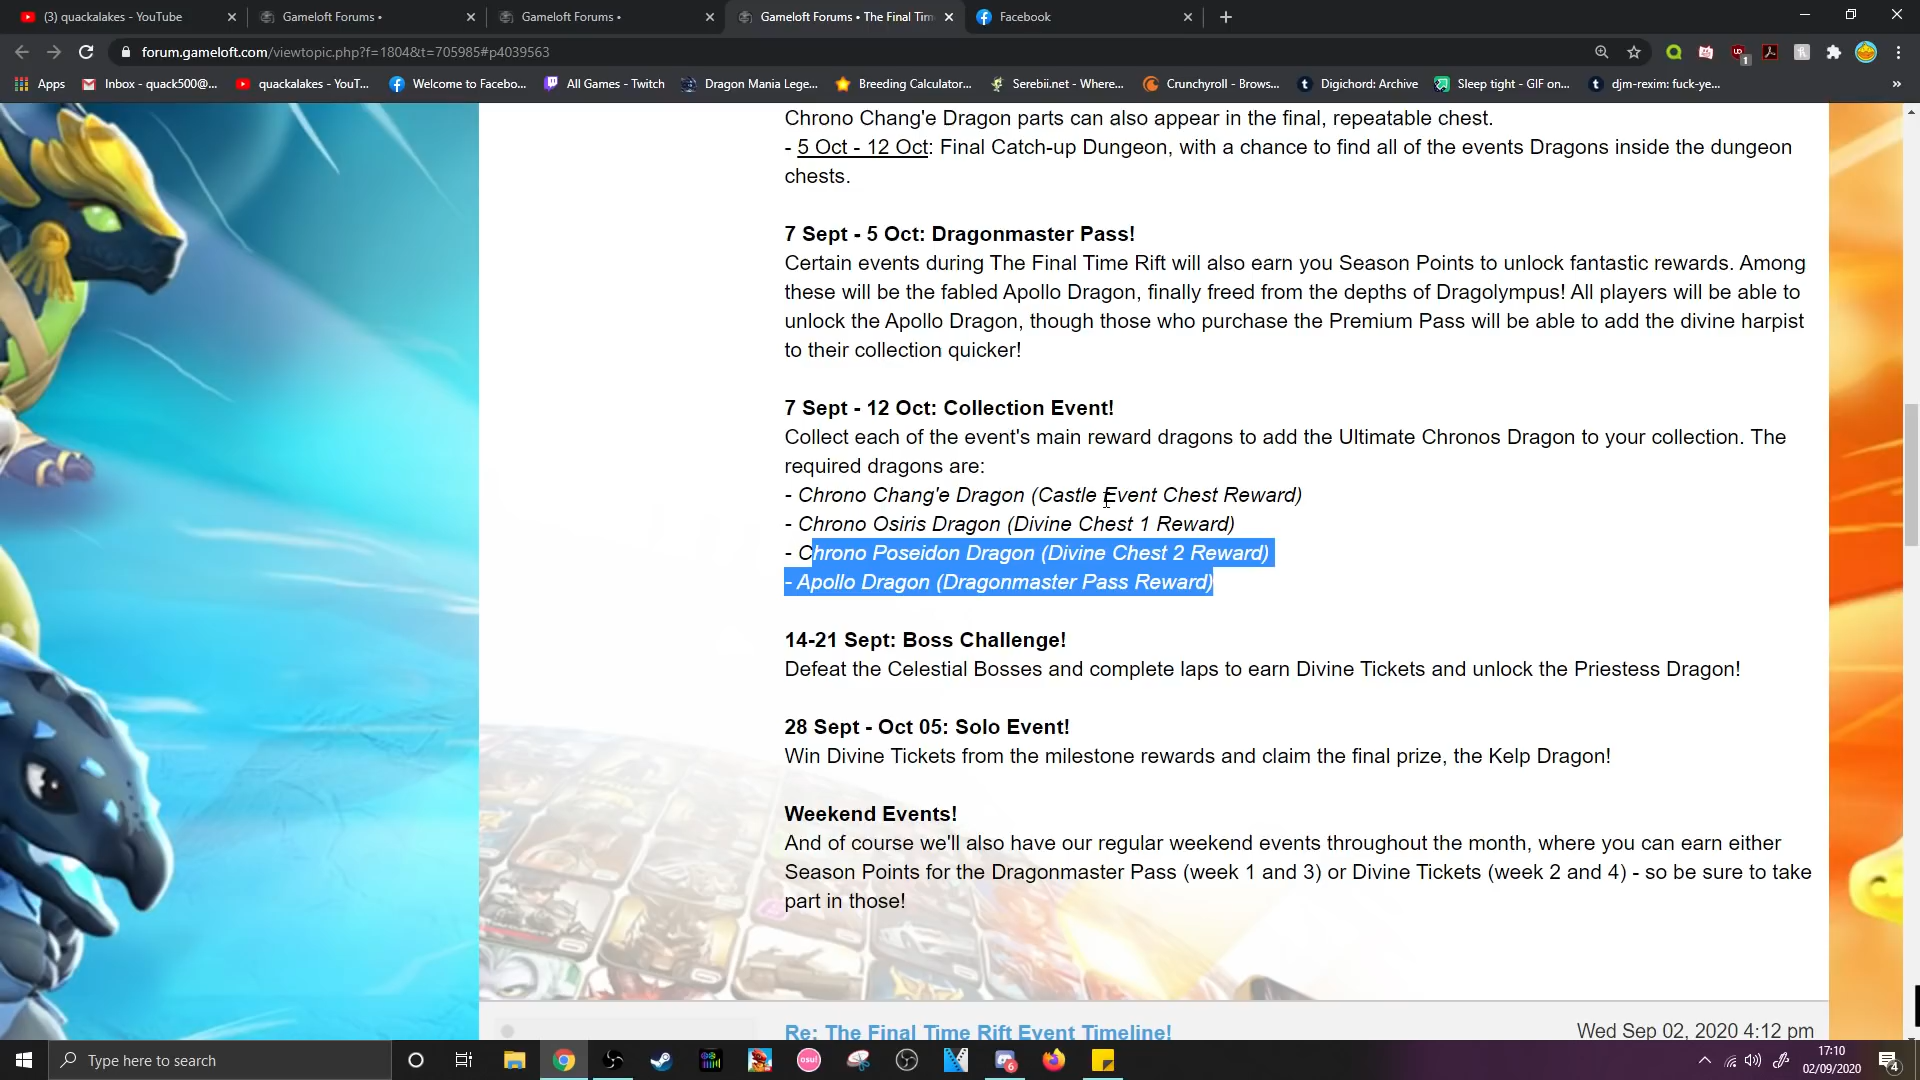 (3) quackalakes - YouTube
Gameloft Forums •
Gameloft Forums •
Gameloft Forums • The Final Tim
Facebook
forum.gameloft.com/viewtopic.php?f=1804&t=705985#p4039563
Apps
Inbox - quack500@...
quackalakes - YouT...
Welcome to Facebo...
All Games - Twitch
Dragon Mania Lege...
Breeding Calculator...
Serebii.net - Where...
Crunchyroll - Brows...
Digichord: Archive
Sleep tight - GIF on...
djm-rexim: fuck-ye...
»
Chrono Chang'e Dragon parts can also appear in the final, repeatable chest.
- 5 Oct - 12 Oct: Final Catch-up Dungeon, with a chance to find all of the events Dragons inside the dungeon
chests.
7 Sept - 5 Oct: Dragonmaster Pass!
Certain events during The Final Time Rift will also earn you Season Points to unlock fantastic rewards. Among
these will be the fabled Apollo Dragon, finally freed from the depths of Dragolympus! All players will be able to
unlock the Apollo Dragon, though those who purchase the Premium Pass will be able to add the divine harpist
to their collection quicker!
7 Sept - 12 Oct: Collection Event!
Collect each of the event's main reward dragons to add the Ultimate Chronos Dragon to your collection. The
required dragons are:
- Chrono Chang'e Dragon (Castle Event Chest Reward)
- Chrono Osiris Dragon (Divine Chest 1 Reward)
- Chrono Poseidon Dragon (Divine Chest 2 Reward)
- Apollo Dragon (Dragonmaster Pass Reward)
14-21 Sept: Boss Challenge!
Defeat the Celestial Bosses and complete laps to earn Divine Tickets and unlock the Priestess Dragon!
28 Sept - Oct 05: Solo Event!
Win Divine Tickets from the milestone rewards and claim the final prize, the Kelp Dragon!
Weekend Events!
And of course we'll also have our regular weekend events throughout the month, where you can earn either
Season Points for the Dragonmaster Pass (week 1 and 3) or Divine Tickets (week 2 and 4) - so be sure to take
part in those!
Re: The Final Time Rift Event Timeline!
Wed Sep 02, 2020 4:12 pm
Type here to search
osu!
6
17:10
02/09/2020
4